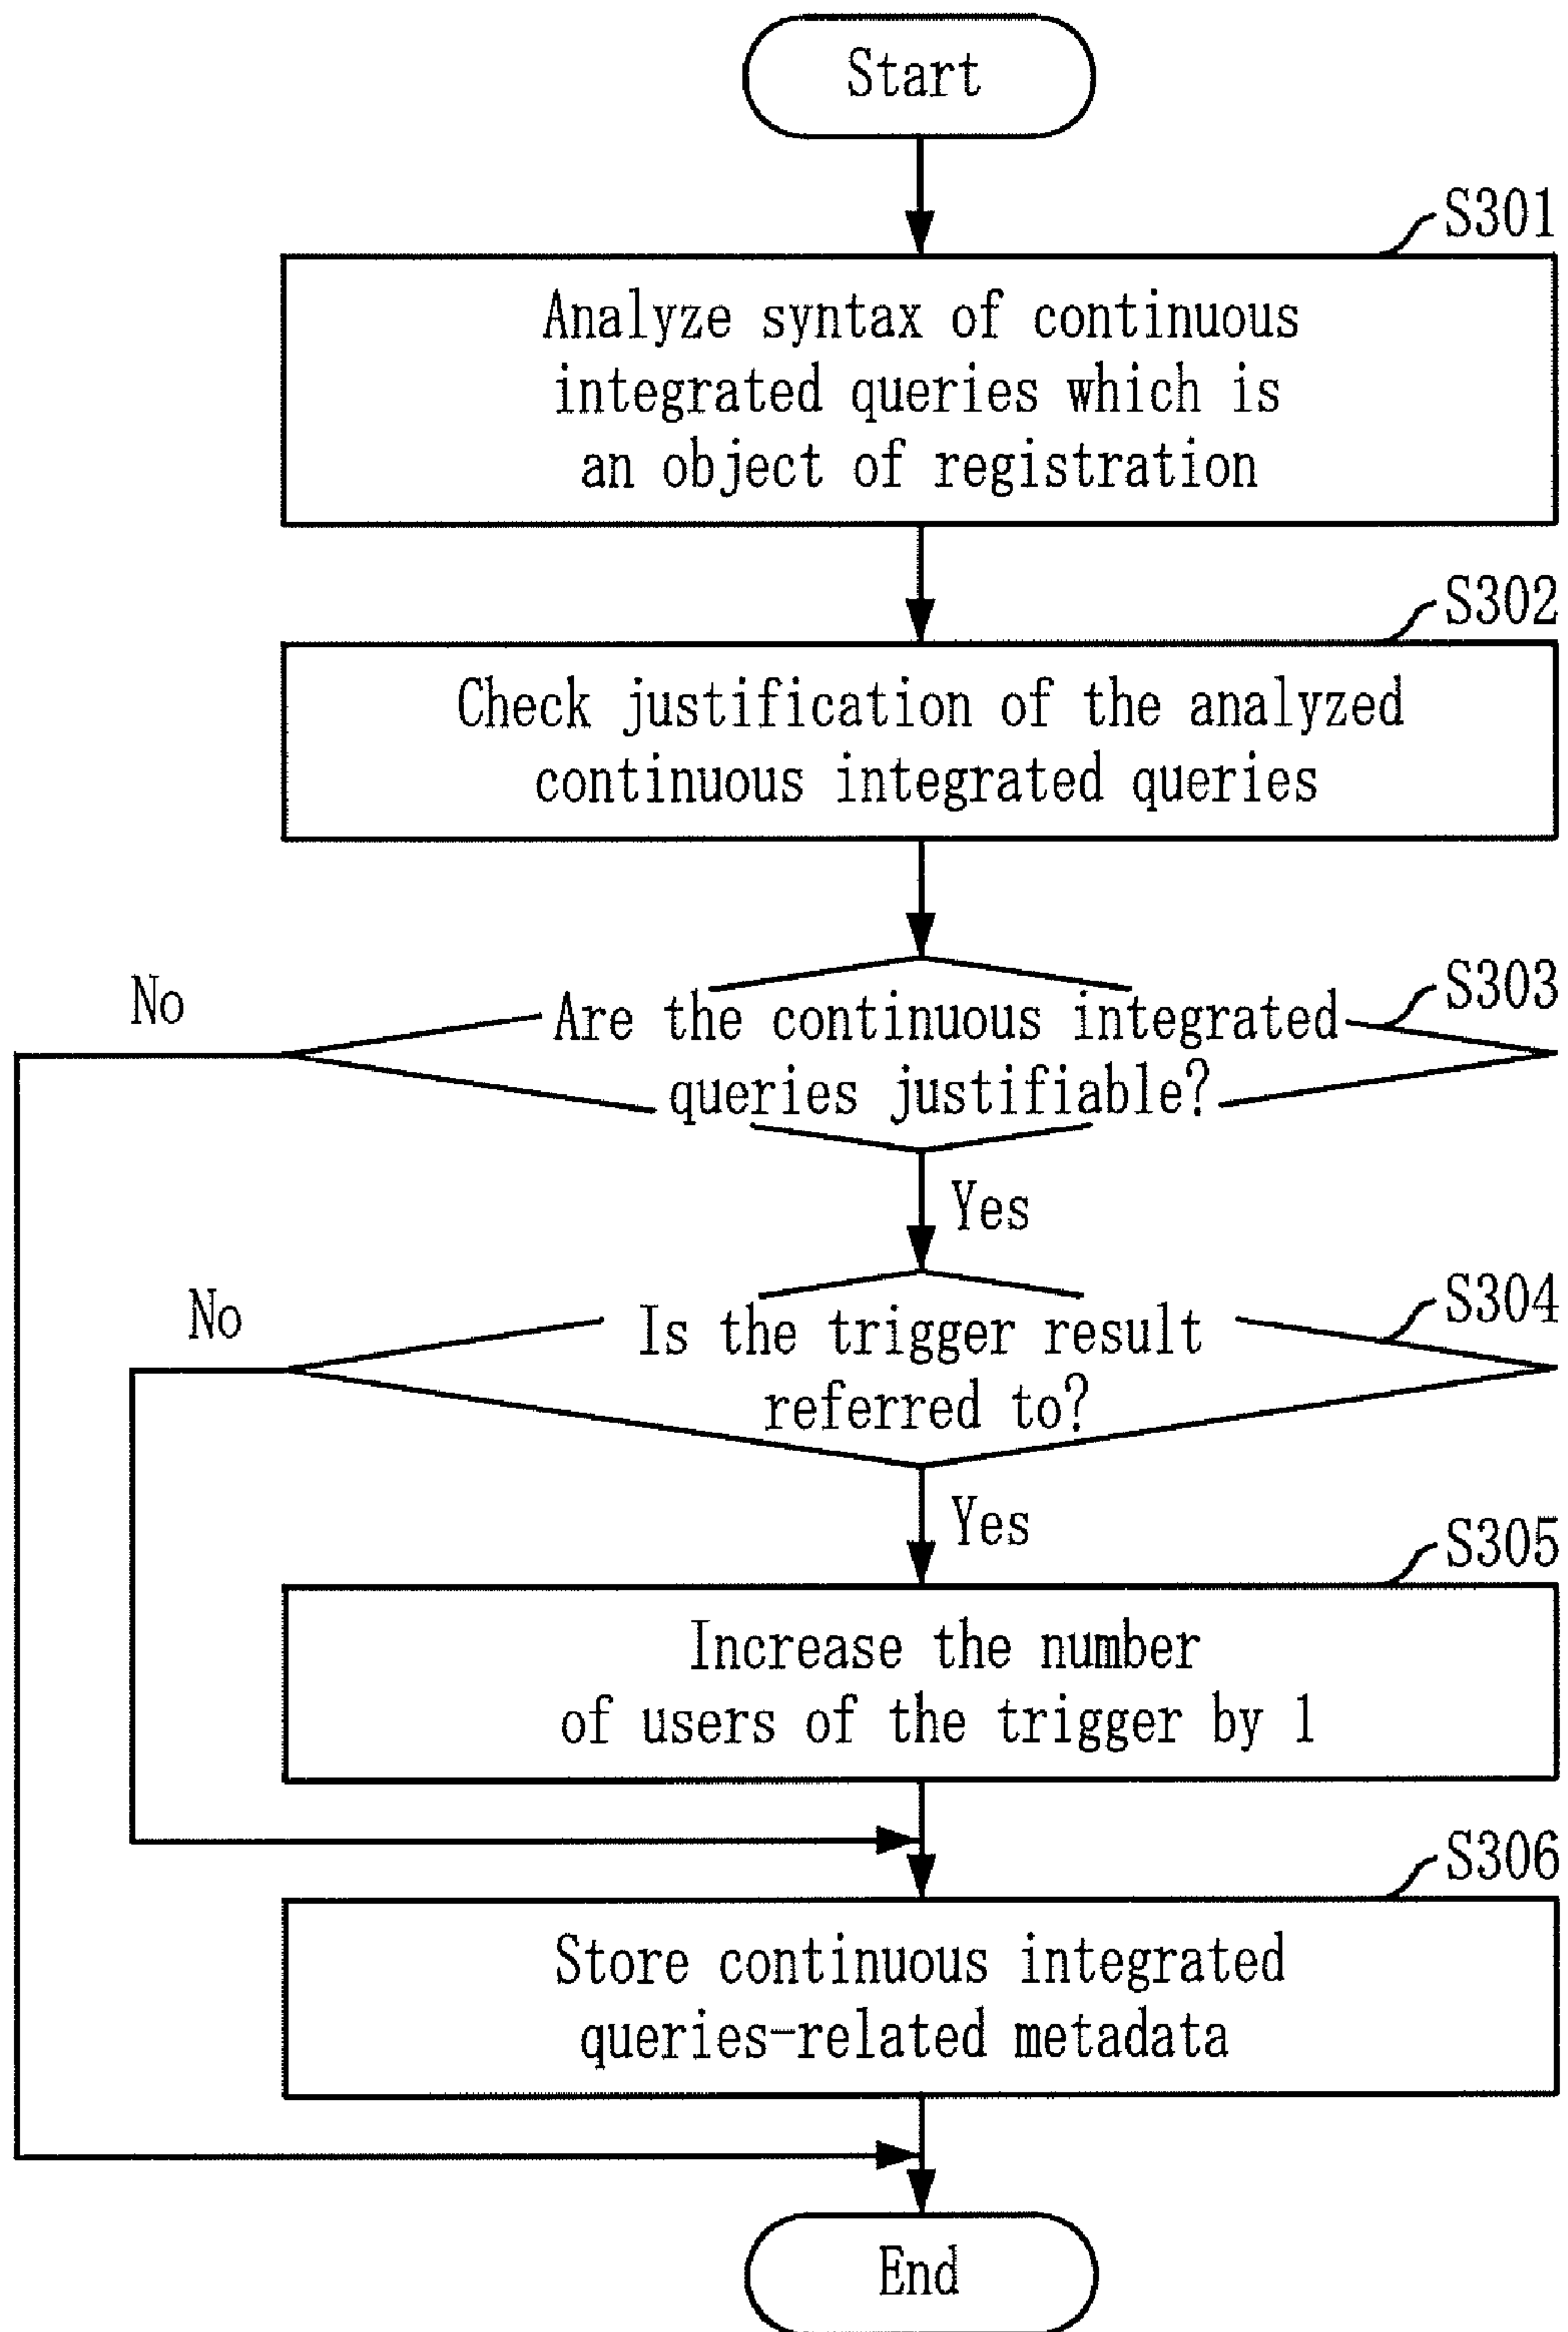 Start
S301
Analyze syntax of continuous
integrated queries which is
an object of registration
S302
Check justification of the analyzed
continuous integrated queries
S303
No
Are the continuous integrated
queries justifiable?
Yes
S304
No
Is the trigger result
referred to?
Yes
S305
Increase the number
of users of the trigger by 1
S306
Store continuous integrated
queries-related metadata
End